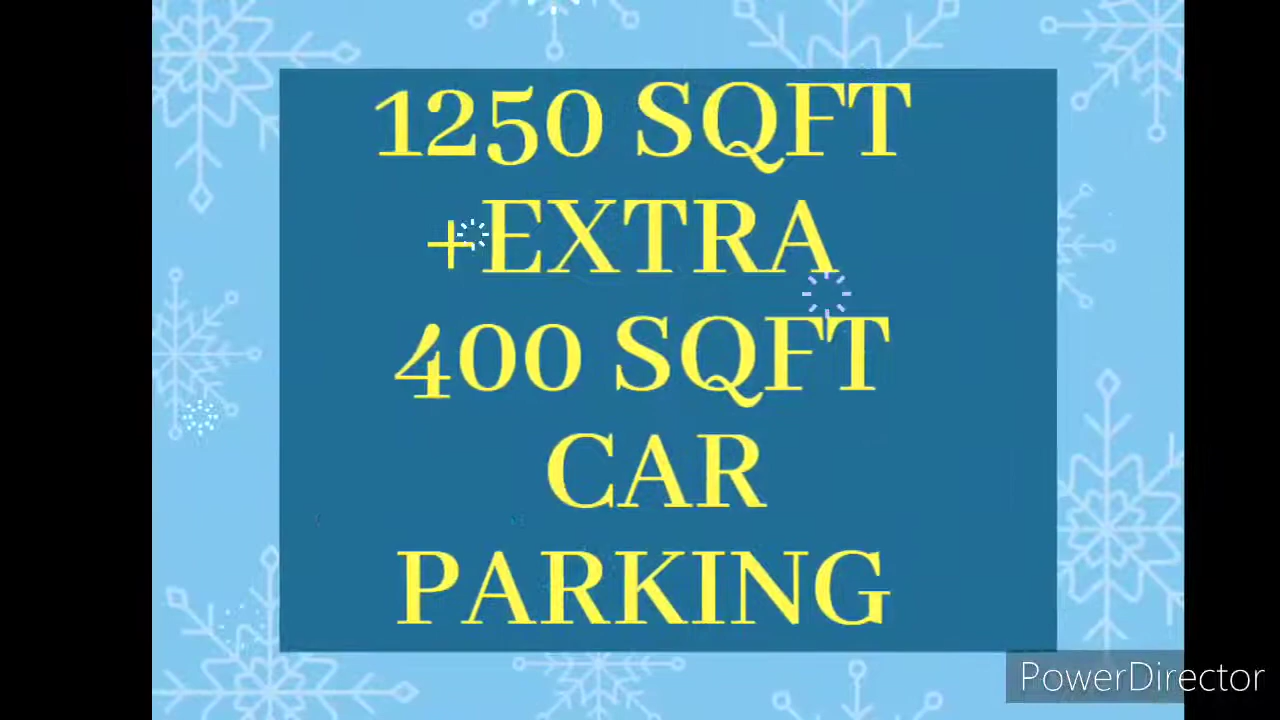 1250 SQFT
+EXTRA
400 SQFT
CAR
PARKING
PowerDirector